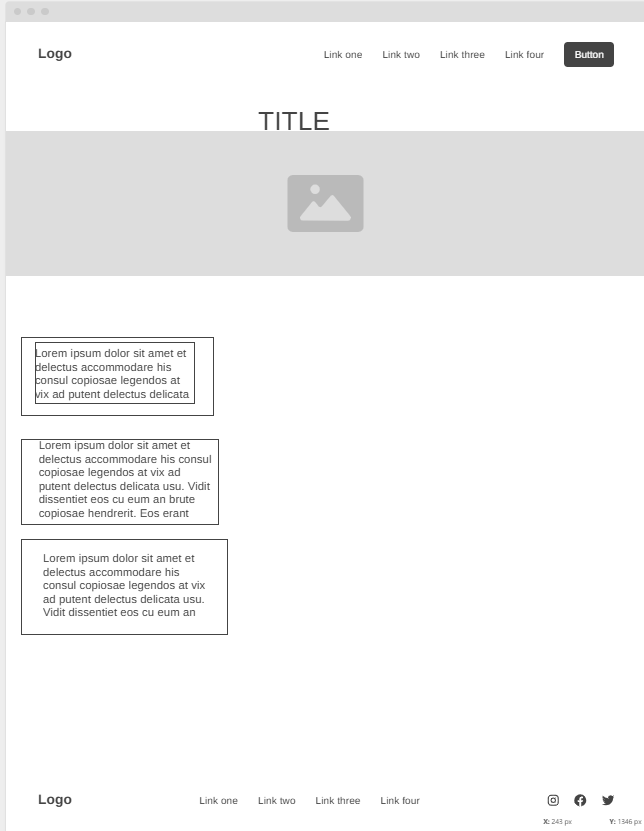 Logo
Link one Link two Link three Link four Button
TITLE
Lorem ipsum dolor sit amet et
delectus accommodare his
consul copiosae legendos at
vix ad putent delectus delicata
Lorem ipsum dolor sit amet et
delectus accommodare his consul
copiosae legendos at vix ad
putent delectus delicata usu. Vidit
dissentiet eos cu eum an brute
copiosae hendrerit. Eos erant
Lorem ipsum dolor sit amet et
delectus accommodare his
consul copiosae legendos at vix
ad putent delectus delicata usu.
Vidit dissentiet eos cu eum an
Logo
Link one Link two Link three Link four
X: 243 px Y: 1346 px